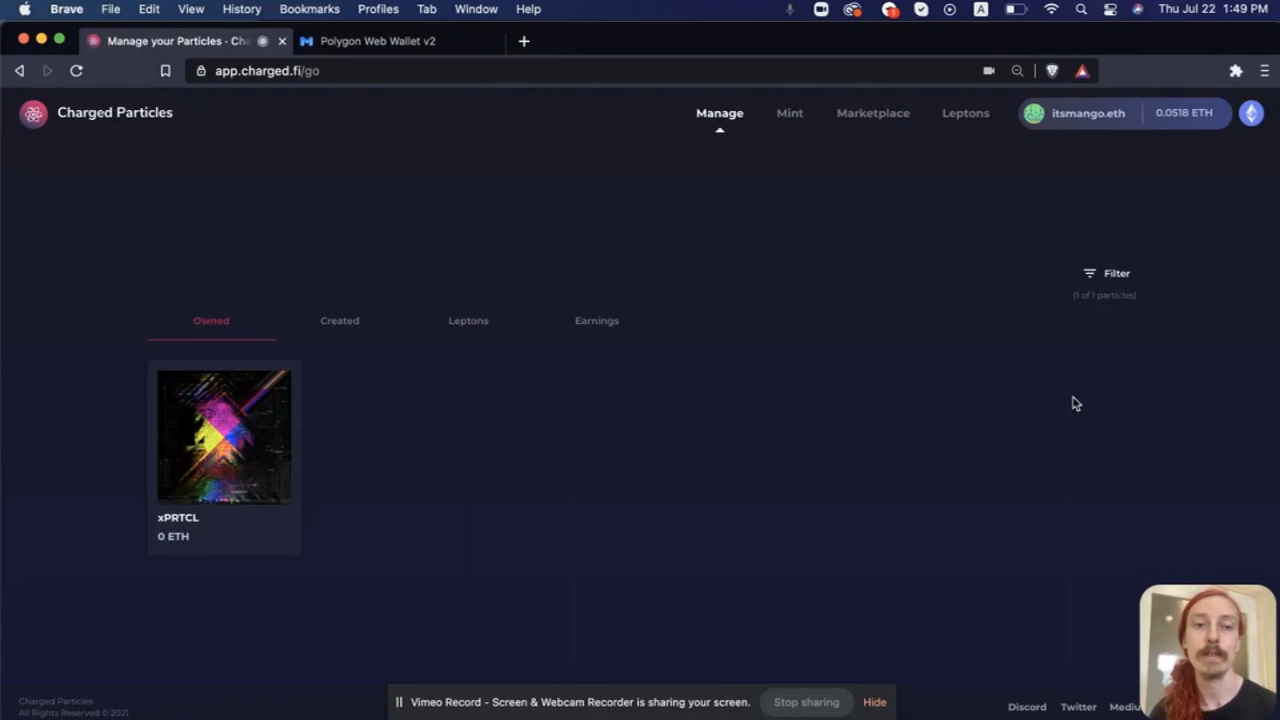 Brave File Edit View History Bookmarks Profiles Tab Window Help A Thu Jul 22 1:49 PM
Manage your Particles - Cha Polygon Web Wallet v2
app.charged.fi/go
Charged Particles Manage Mint Marketplace Leptons itsmango.eth 0.0518 ETH
Filter
(1 of 1 particles)
Owned Created Leptons Earnings
xPRTCL
0 ETH
Charged Particles
All Rights Reserved © 2021
Vimeo Record - Screen & Webcam Recorder is sharing your screen. Stop sharing Hide
Discord Twitter Mediu